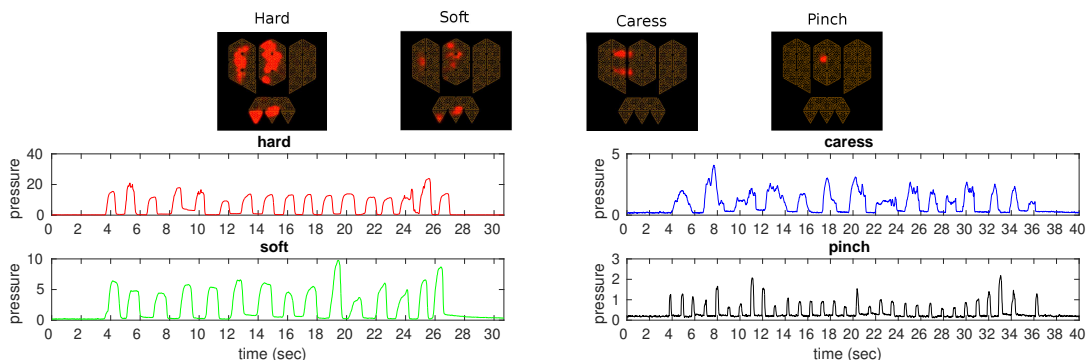 Hard
Soft
Caress
Pinch
hard
40
20
0
pressure
0 2 4 6 8 10 12 14 16 18 20 22 24 26 28 30
soft
10
5
0
pressure
0 2 4 6 8 10 12 14 16 18 20 22 24 26 28 30
time (sec)
caress
5
0
pressure
0 2 4 6 8 10 12 14 16 18 20 22 24 26 28 30 32 34 36 38 40
pinch
3
2
1
0
pressure
0 2 4 6 8 10 12 14 16 18 20 22 24 26 28 30 32 34 36 38 40
time (sec)